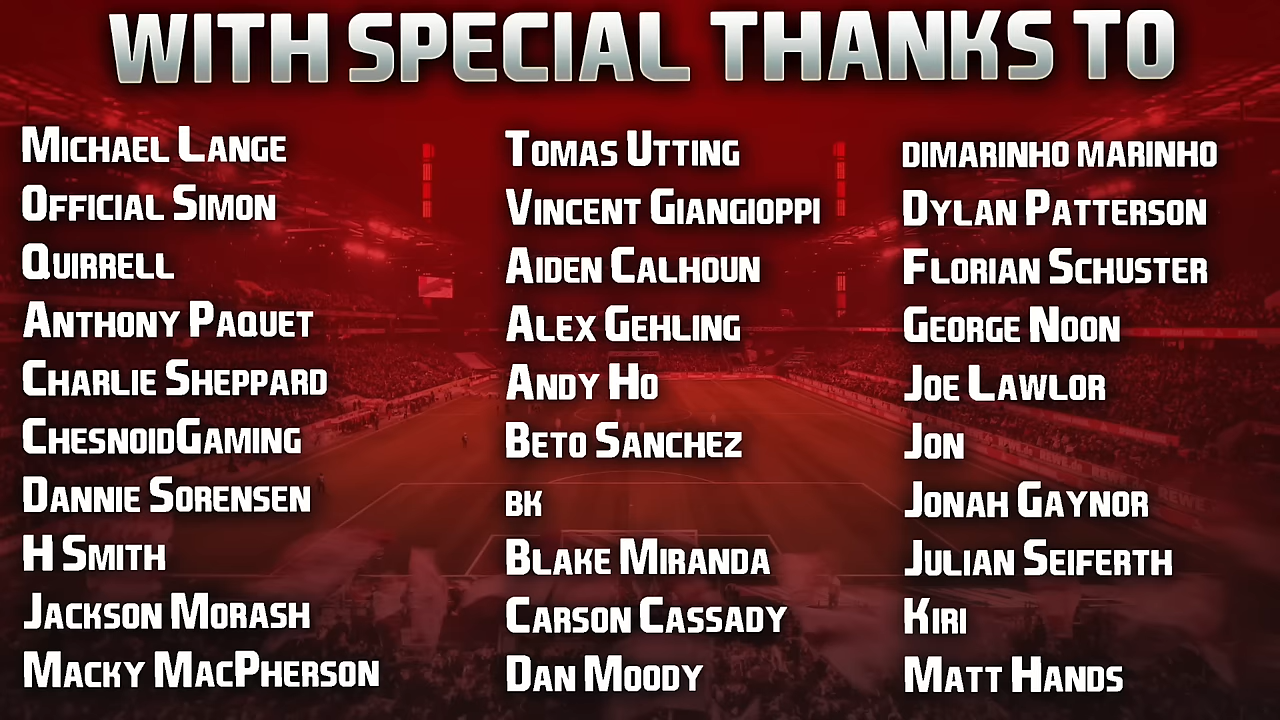 WITH SPECIAL THANKS TO
Michael Lange
Official Simon
Quirrell
Anthony Paquet
Charlie Sheppard
ChesnoidGaming
Dannie Sorensen
H Smith
Jackson Morash
Macky MacPherson
Tomas Utting
Vincent Giangioppi
Aiden Calhoun
Alex Gehling
Andy Ho
Beto Sanchez
bk
Blake Miranda
Carson Cassady
Dan Moody
dimarinho marinho
Dylan Patterson
Florian Schuster
George Noon
Joe Lawlor
Jon
Jonah Gaynor
Julian Seiferth
Kiri
Matt Hands